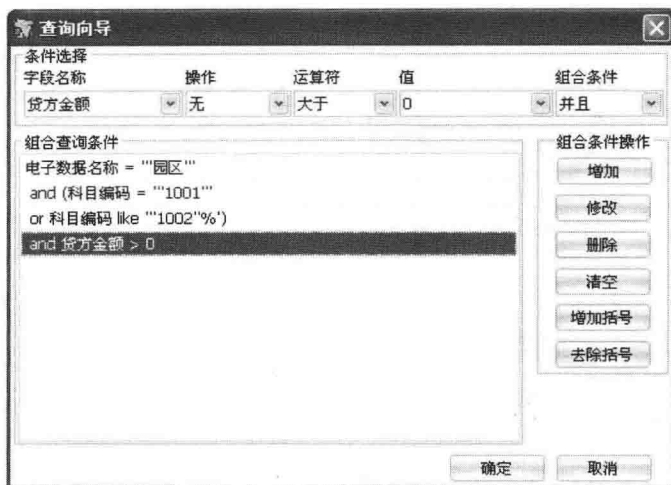 查询向导
条件选择
字段名称 操作 运算符 值 组合条件
贷方金额 无 大于 0 并且
组合查询条件 组合条件操作
电子数据名称 = '''园区'''
and (科目编码 = '''1001'''
or 科目编码 like '''1002''%')
and 贷方金额 > 0
增加
修改
删除
清空
增加括号
去除括号
确定 取消